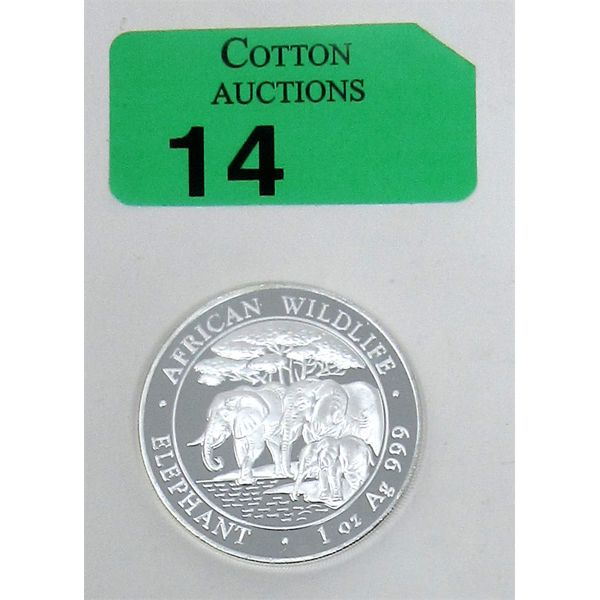 COTTON
AUCTIONS
14
AFRICAN WILDLIFE
ELEPHANT • 1 oz Ag 999